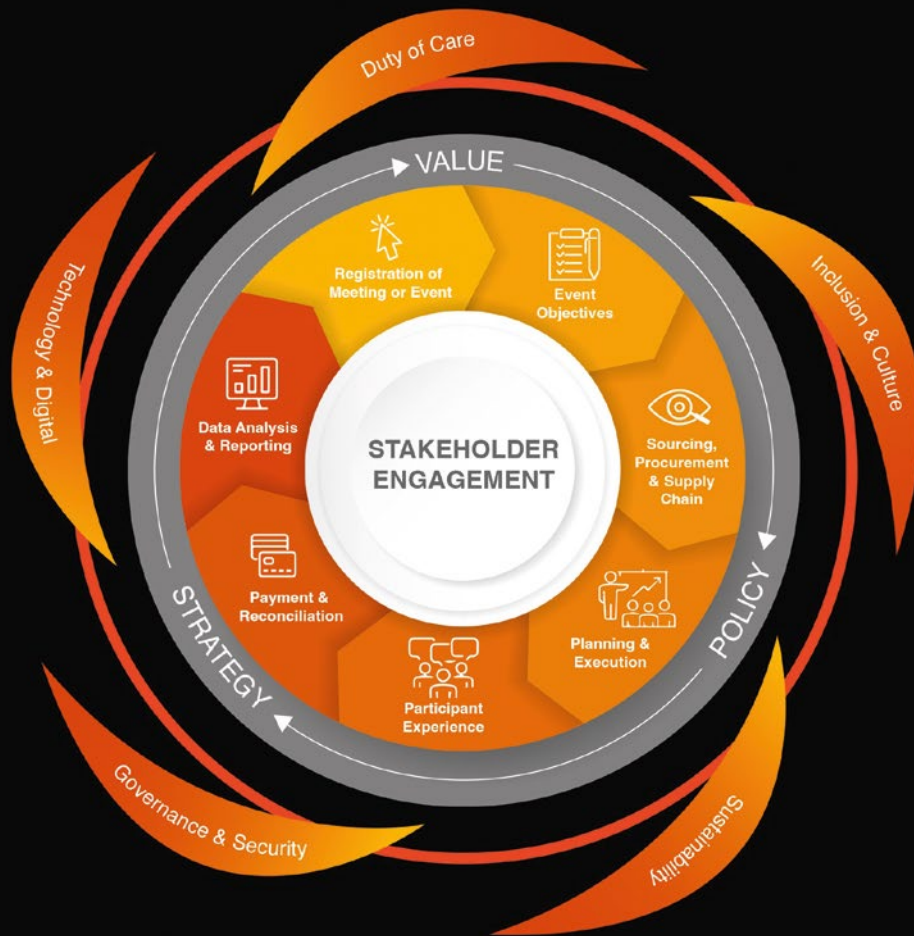 Duty of Care
Technology & Digital
Inclusion & Culture
Governance & Security
Sustainability
VALUE
POLICY
STRATEGY
Registration of
Meeting or Event
Event
Objectives
Sourcing,
Procurement
& Supply
Chain
Planning &
Execution
Participant
Experience
Payment &
Reconciliation
Data Analysis
& Reporting
STAKEHOLDER
ENGAGEMENT